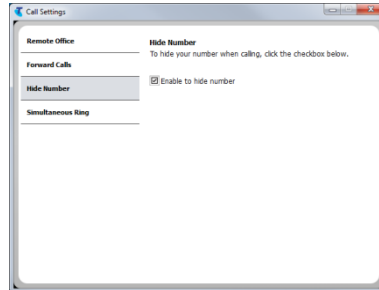 Call Settings
Remote Office
Forward Calls
Hide Number
Simultaneous Ring
Hide Number
To hide your number when calling, click the checkbox below.
Enable to hide number